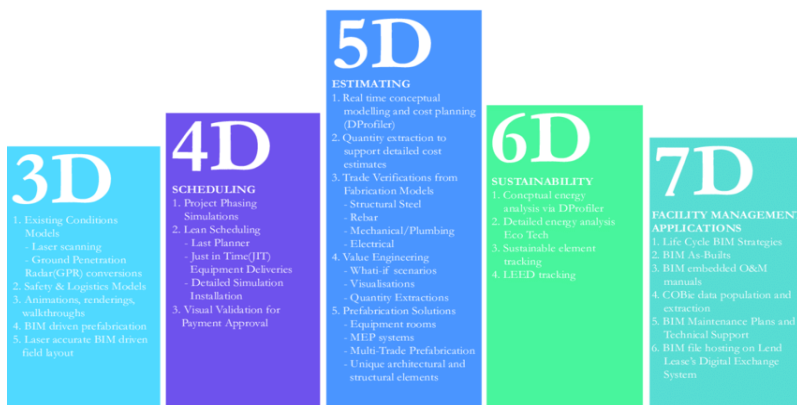 3D
1. Existing Conditions
Models
- Laser scanning
- Ground Penetration
Radar(GPR) conversions
2. Safety & Logistics Models
3. Animations, renderings,
walkthroughs
4. BIM driven prefabrication
5. Laser accurate BIM driven
field layout
4D
SCHEDULING
1. Project Phasing
Simulations
2. Lean Scheduling
- Last Planner
- Just in Time(JIT)
Equipment Deliveries
- Detailed Simulation
Installation
3. Visual Validation for
Payment Approval
5D
ESTIMATING
1. Real time conceptual
modelling and cost planning
(DProfiler)
2. Quantity extraction to
support detailed cost
estimates
3. Trade Verifications from
Fabrication Models
- Structural Steel
- Rebar
- Mechanical/Plumbing
- Electrical
4. Value Engineering
- Whati-if scenarios
- Visualisations
- Quantity Extractions
5. Prefabrication Solutions
- Equipment rooms
- MEP systems
- Multi-Trade Prefabrication
- Unique architectural and
structural elements
6D
SUSTAINABILITY
1. Conceptual energy
analysis via DProfiler
2. Detailed energy analysis
Eco Tech
3. Sustainable element
tracking
4. LEED tracking
7D
FACILITY MANAGEMENT
APPLICATIONS
1. Life Cycle BIM Strategies
2. BIM As-Builts
3. BIM embedded O&M
manuals
4. COBie data population and
extraction
5. BIM Maintenance Plans and
Technical Support
6. BIM file hosting on Lend
Lease's Digital Exchange
System